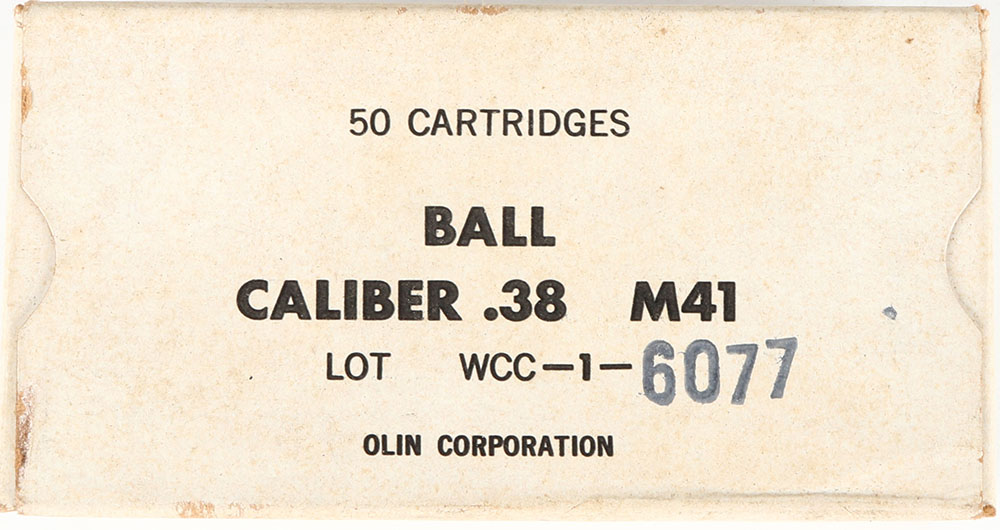 50 CARTRIDGES
BALL
CALIBER .38 M41
LOT WCC-1-6077
OLIN CORPORATION